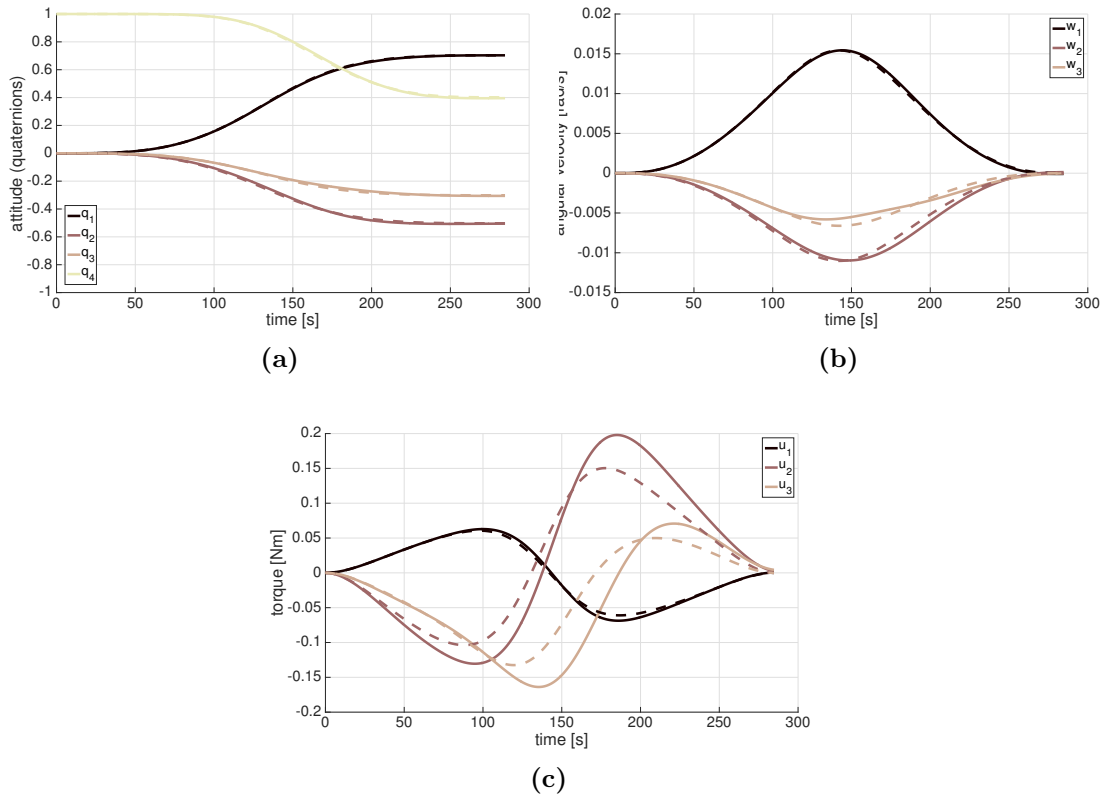 1
0.8
0.6
0.4
0.2
0
-0.2
-0.4
-0.6
-0.8
-1
attitude (quaternions)
q1
q2
q3
q4
0 50 100 150 200 250 300
time [s]
(a)
0.02
0.015
0.01
0.005
0
-0.005
-0.01
-0.015
angular velocity [rad/s]
w1
w2
w3
0 50 100 150 200 250 300
time [s]
(b)
0.2
0.15
0.1
0.05
0
-0.05
-0.1
-0.15
-0.2
torque [Nm]
u1
u2
u3
0 50 100 150 200 250 300
time [s]
(c)